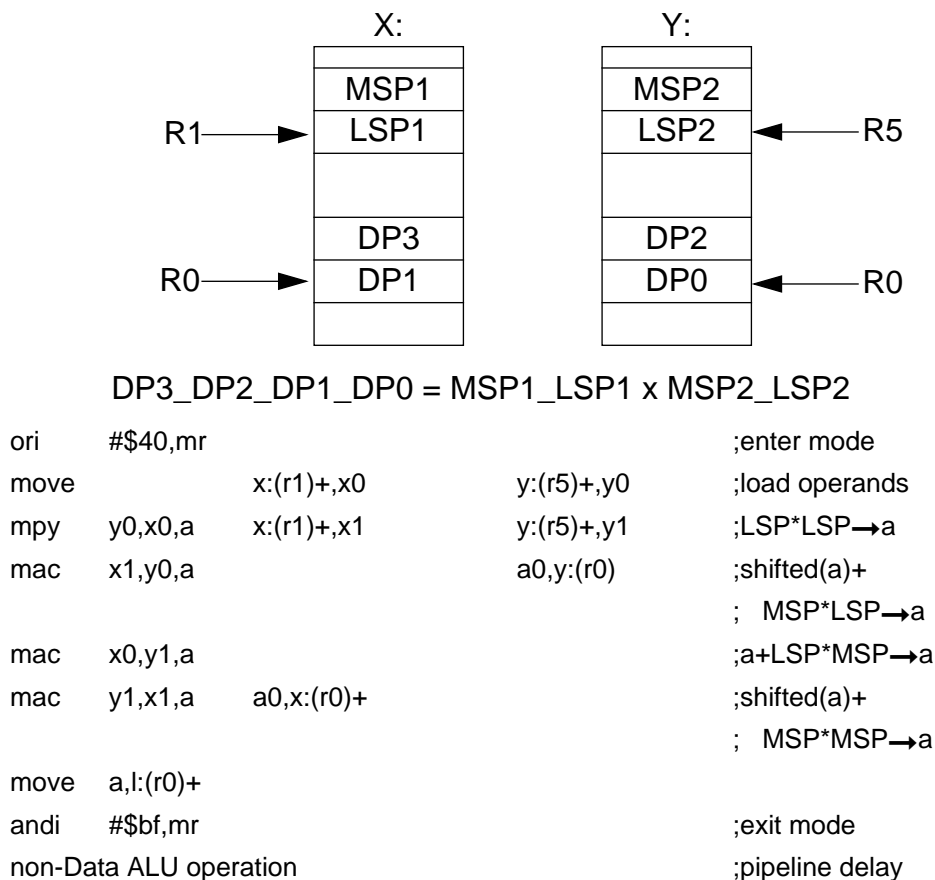 X: Y:
MSP1 MSP2
R1 LSP1 LSP2 R5
DP3 DP2
R0 DP1 DP0 R0
DP3_DP2_DP1_DP0 = MSP1_LSP1 x MSP2_LSP2
ori #$40,mr ;enter mode
move x:(r1)+,x0 y:(r5)+,y0 ;load operands
mpy y0,x0,a x:(r1)+,x1 y:(r5)+,y1 ;LSP*LSP→a
mac x1,y0,a a0,y:(r0) ;shifted(a)+
; MSP*LSP→a
mac x0,y1,a ;a+LSP*MSP→a
mac y1,x1,a a0,x:(r0)+ ;shifted(a)+
; MSP*MSP→a
move a,l:(r0)+
andi #$bf,mr ;exit mode
non-Data ALU operation ;pipeline delay